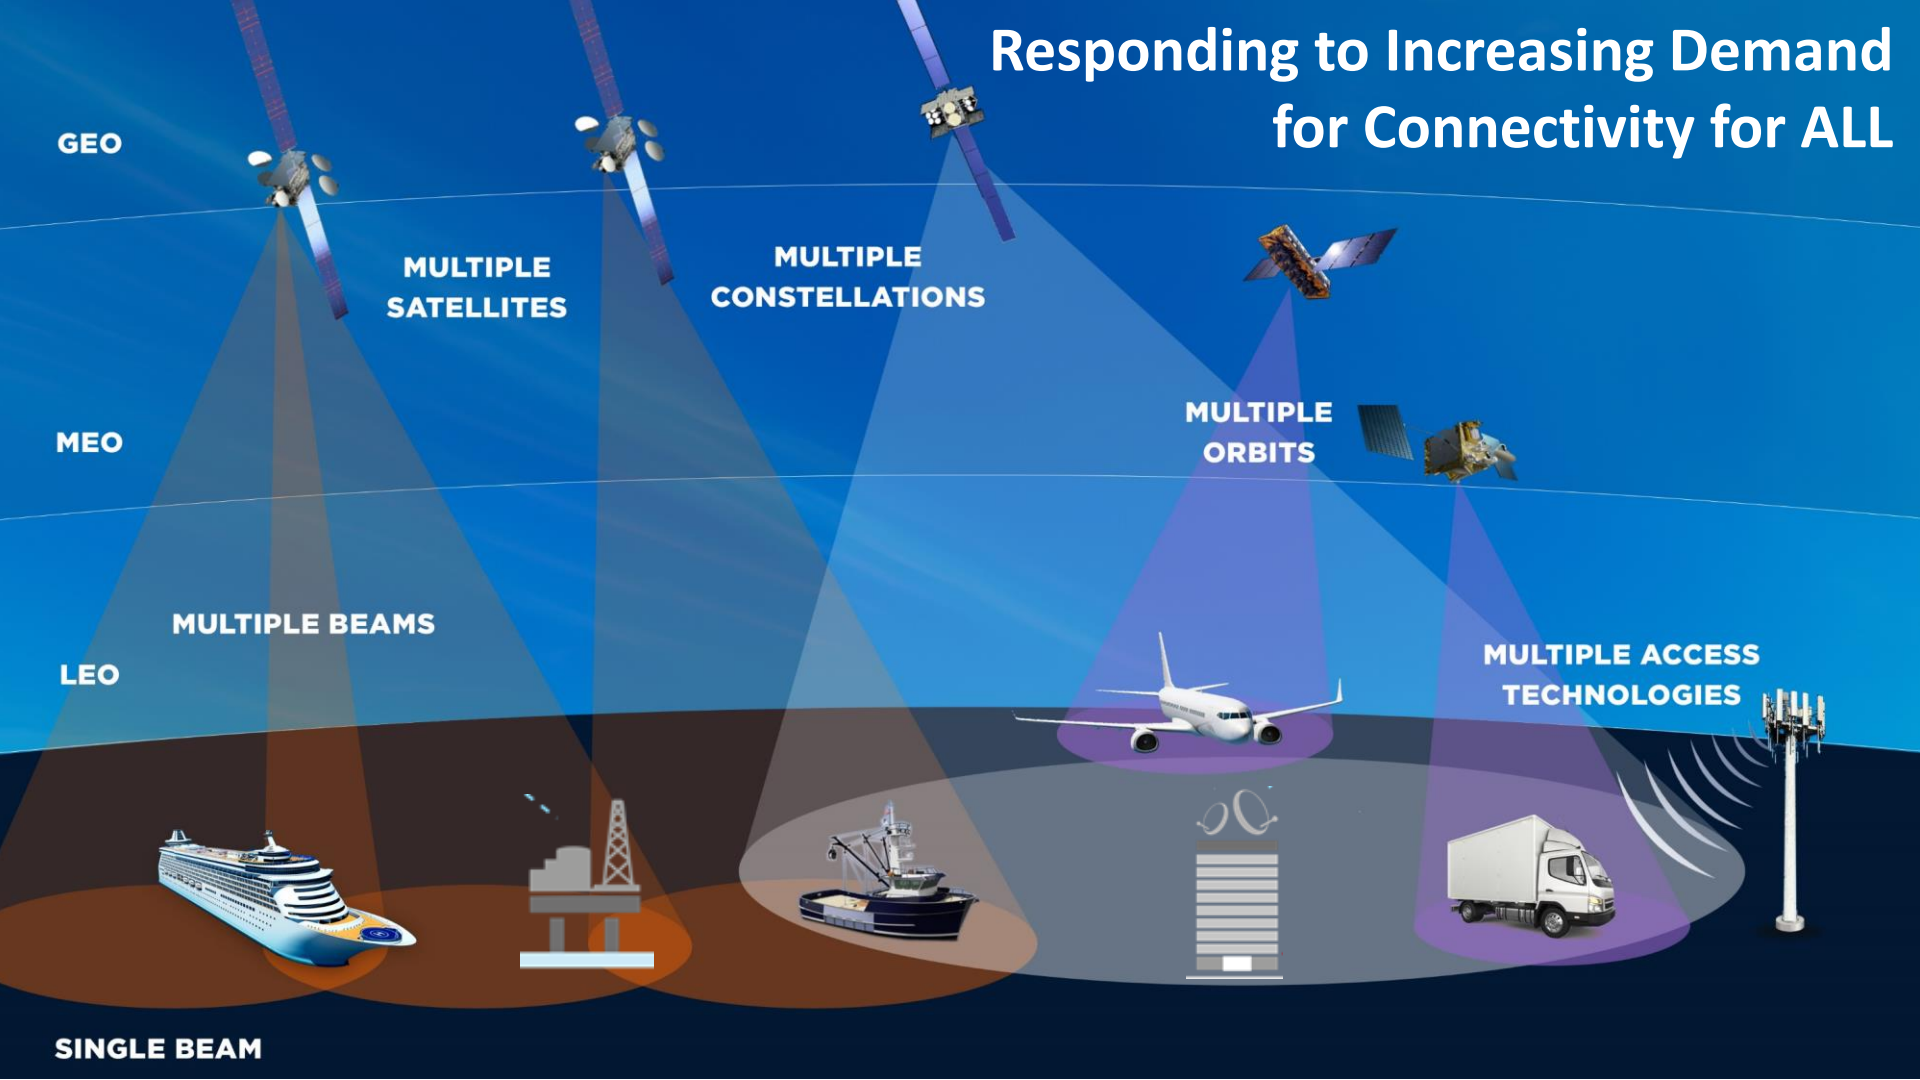 Responding to Increasing Demand
for Connectivity for ALL
GEO
MULTIPLE
SATELLITES
MULTIPLE
CONSTELLATIONS
MEO
MULTIPLE
ORBITS
MULTIPLE BEAMS
LEO
MULTIPLE ACCESS
TECHNOLOGIES
SINGLE BEAM